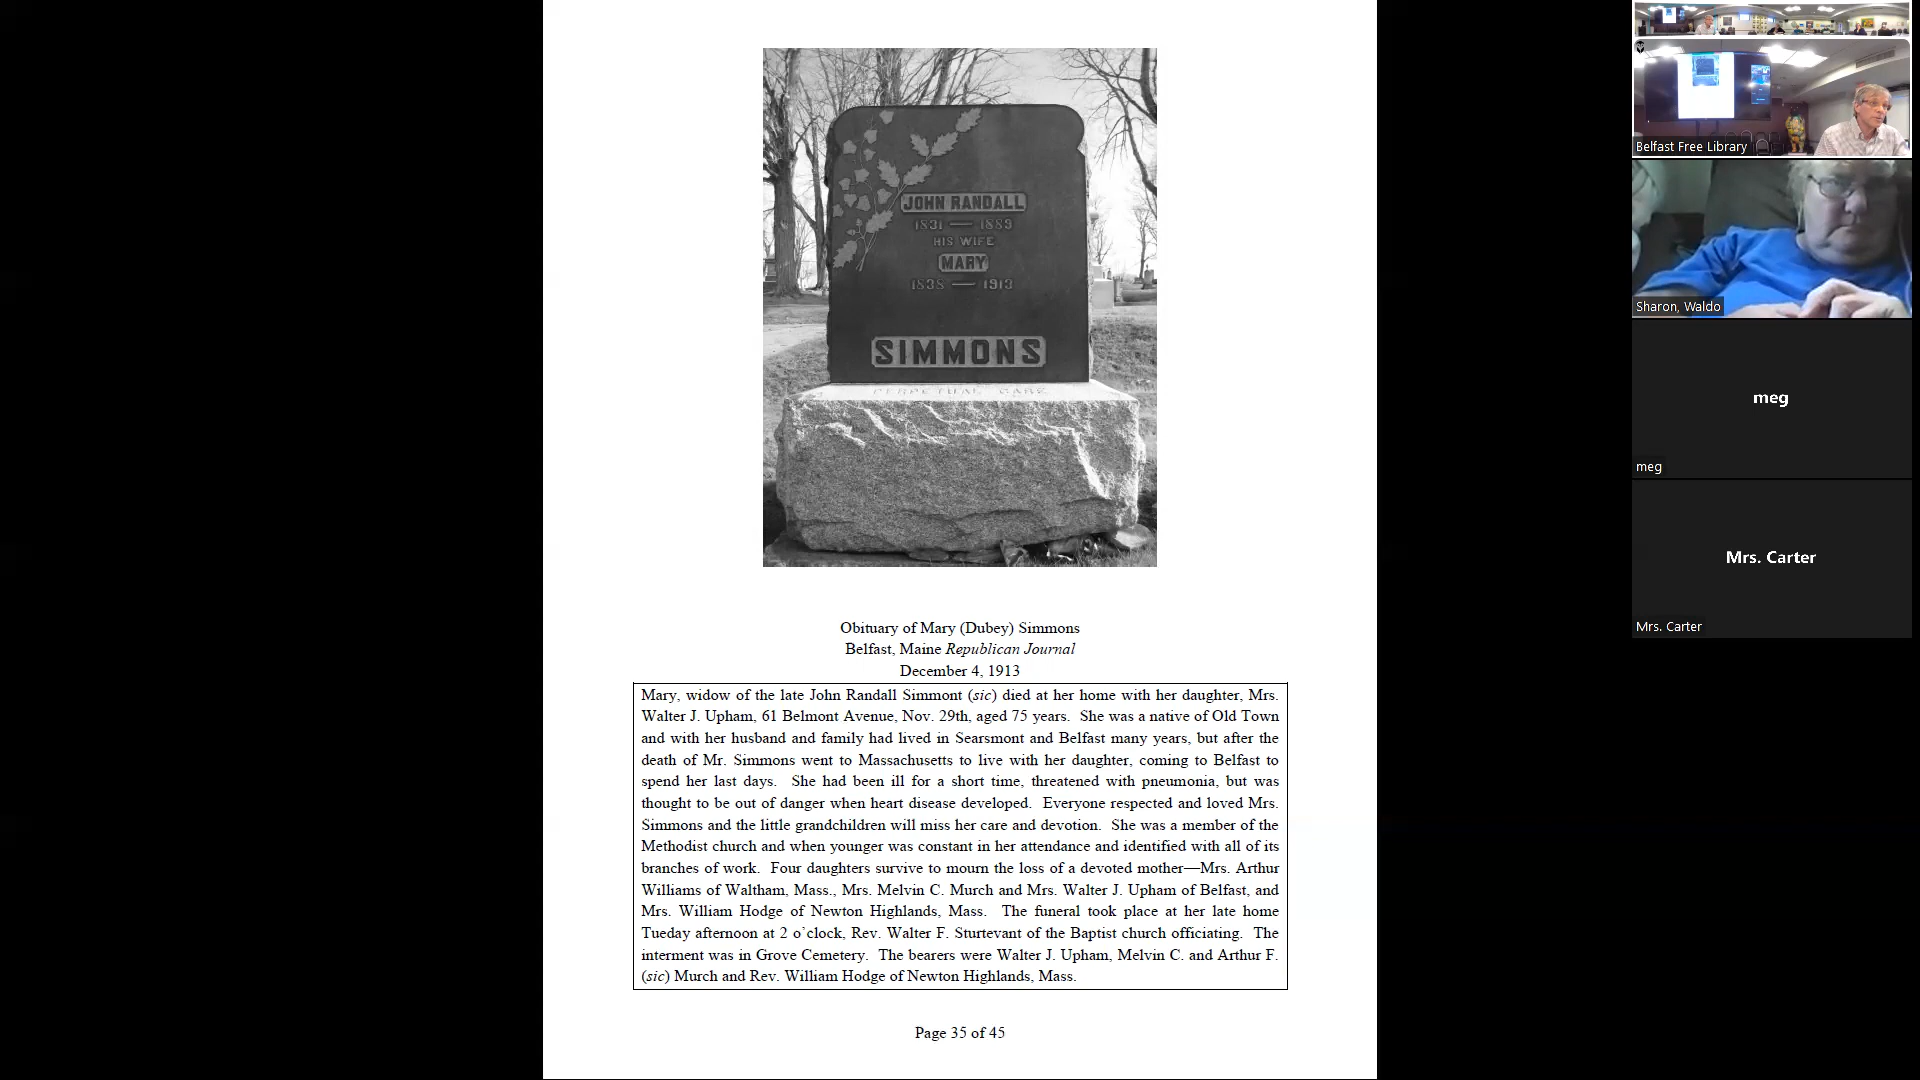 JOHN RANDALL
1831 — 1889
HIS WIFE
MARY
1838 — 1913
SIMMONS
PERPETUAL CARE
Obituary of Mary (Dubey) Simmons
Belfast, Maine Republican Journal
December 4, 1913
Mary, widow of the late John Randall Simmont (sic) died at her home with her daughter, Mrs.
Walter J. Upham, 61 Belmont Avenue, Nov. 29th, aged 75 years. She was a native of Old Town
and with her husband and family had lived in Searsmont and Belfast many years, but after the
death of Mr. Simmons went to Massachusetts to live with her daughter, coming to Belfast to
spend her last days. She had been ill for a short time, threatened with pneumonia, but was
thought to be out of danger when heart disease developed. Everyone respected and loved Mrs.
Simmons and the little grandchildren will miss her care and devotion. She was a member of the
Methodist church and when younger was constant in her attendance and identified with all of its
branches of work. Four daughters survive to mourn the loss of a devoted mother—Mrs. Arthur
Williams of Waltham, Mass., Mrs. Melvin C. Murch and Mrs. Walter J. Upham of Belfast, and
Mrs. William Hodge of Newton Highlands, Mass. The funeral took place at her late home
Tueday afternoon at 2 o’clock, Rev. Walter F. Sturtevant of the Baptist church officiating. The
interment was in Grove Cemetery. The bearers were Walter J. Upham, Melvin C. and Arthur F.
(sic) Murch and Rev. William Hodge of Newton Highlands, Mass.
Page 35 of 45
Belfast Free Library
Sharon, Waldo
meg
meg
Mrs. Carter
Mrs. Carter